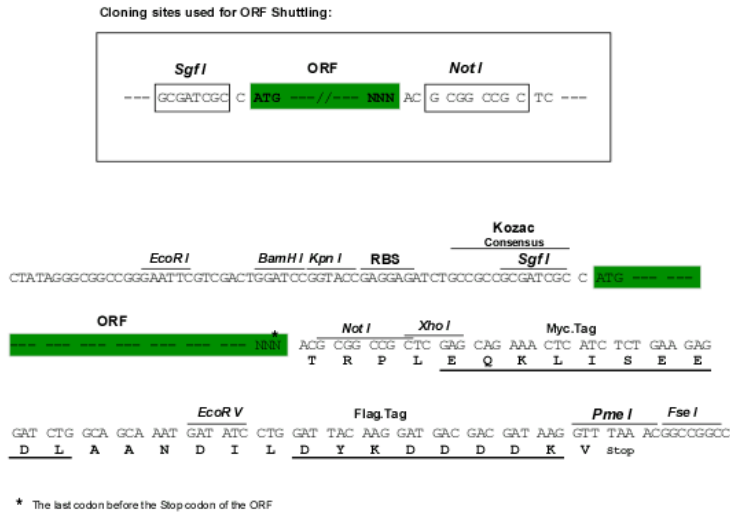 Cloning sites used for ORF Shuttling:
Sgf I ORF Not I
--- GCGATCGC C ATG ---//--- NNN AC G CGG CCG C TC ---
Kozac
Consensus
EcoR I BamH I Kpn I RBS Sgf I
CTATAGGGCGGCCGGGAATTCGTCGACTGGATCCGGTACCGAGGAGATCTGCCGCCGCGATCGC C ATG --- ---
ORF
*
Not I Xho I Myc.Tag
--- --- --- --- --- --- --- --- NNN ACG CGG CCG CTC GAG CAG AAA CTC ATC TCT GAA GAG
T R P L E Q K L I S E E
EcoR V Flag.Tag Pme I Fse I
GAT CTG GCA GCA AAT GAT ATC CTG GAT TAC AAG GAT GAC GAC GAT AAG GTT TAA ACGGCCGGCC
D L A A N D I L D Y K D D D D K V Stop
* The last codon before the Stop codon of the ORF